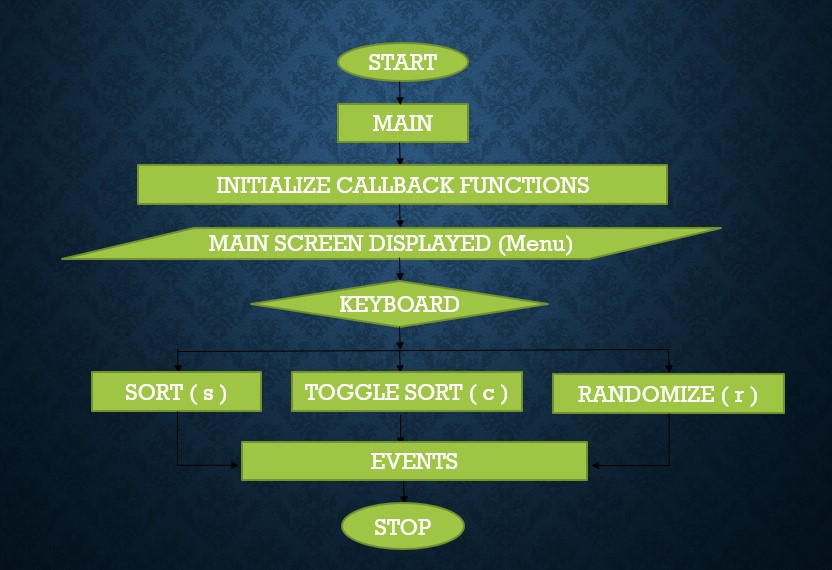 START
MAIN
INITIALIZE CALLBACK FUNCTIONS
MAIN SCREEN DISPLAYED (Menu)
KEYBOARD
SORT ( s )
TOGGLE SORT ( c )
RANDOMIZE ( r )
EVENTS
STOP